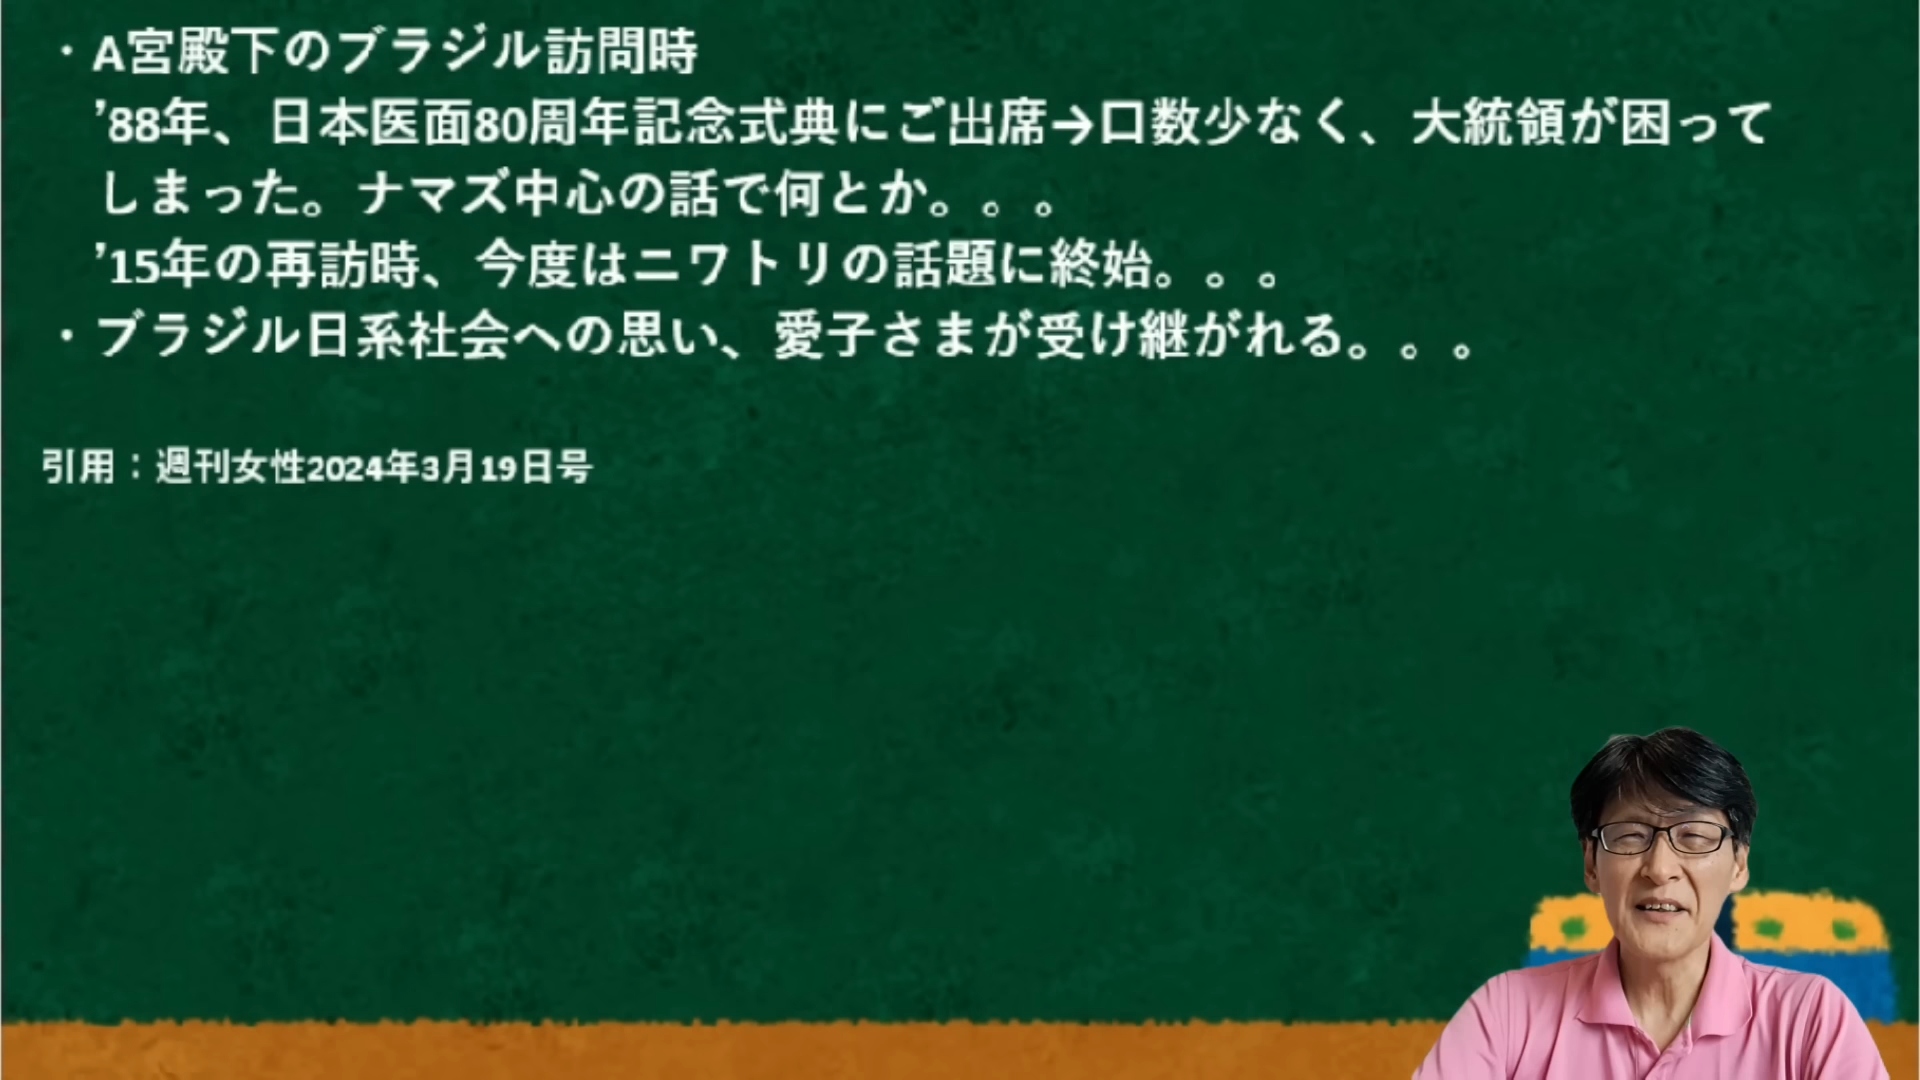 ・A宮殿下のブラジル訪問時
’88年、日本医面80周年記念式典にご出席→口数少なく、大統領が困って
しまった。ナマズ中心の話で何とか。。。
’15年の再訪時、今度はニワトリの話題に終始。。。
・ブラジル日系社会への思い、愛子さまが受け継がれる。。。
引用：週刊女性2024年3月19日号